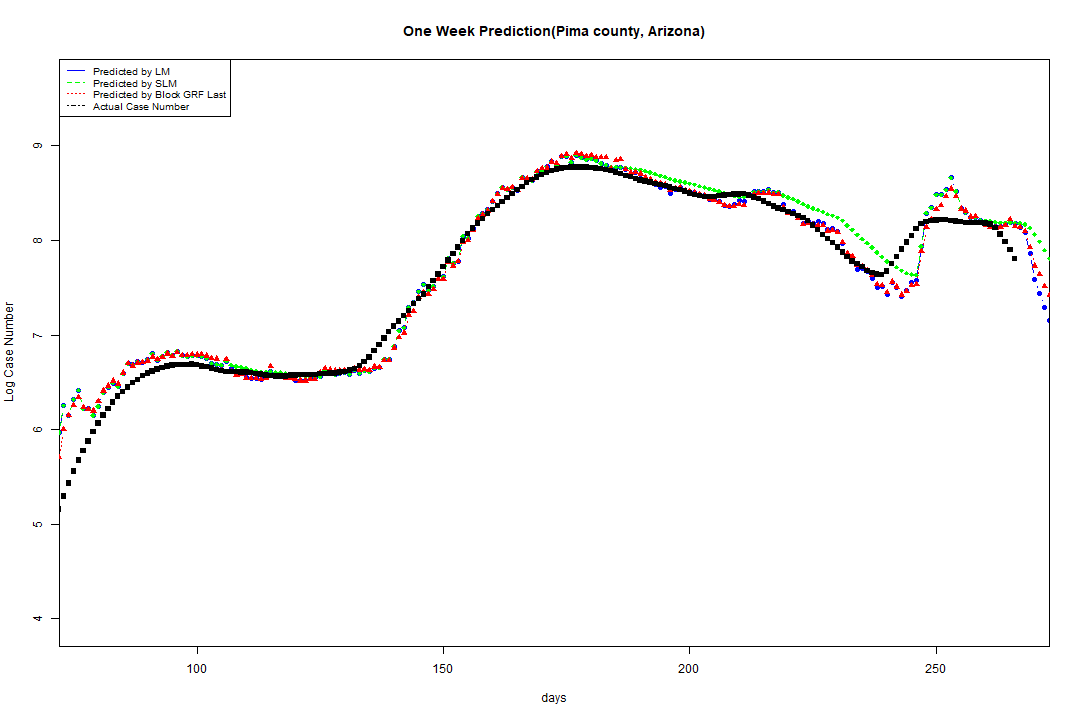 One Week Prediction(Pima county, Arizona)
Predicted by LM
Predicted by SLM
Predicted by Block GRF Last
Actual Case Number
9
8
7
6
5
4
Log Case Number
100 150 200 250
days